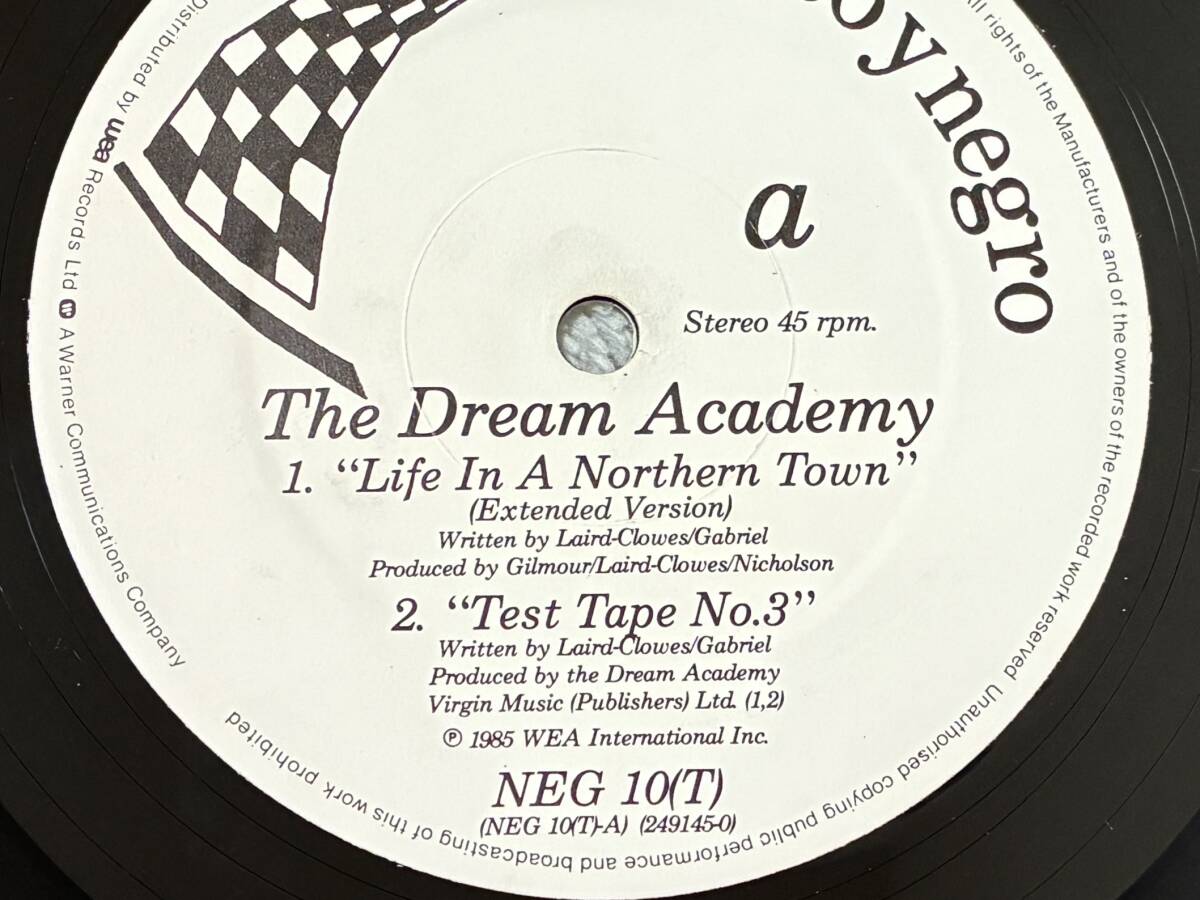 oy negro
a
Stereo 45 rpm.
The Dream Academy
1. “Life In A Northern Town”
(Extended Version)
Written by Laird-Clowes/Gabriel
Produced by Gilmour/Laird-Clowes/Nicholson
2. “Test Tape No.3”
Written by Laird-Clowes/Gabriel
Produced by the Dream Academy
Virgin Music (Publishers) Ltd. (1,2)
℗ 1985 WEA International Inc.
NEG 10(T)
(NEG 10(T)-A) (249145-0)
All rights of the Manufacturers and of the owners of the recorded work reserved Unauthorised copying public performance and broadcasting of this work prohibited
Distributed by wea Records Ltd A Warner Communications Company